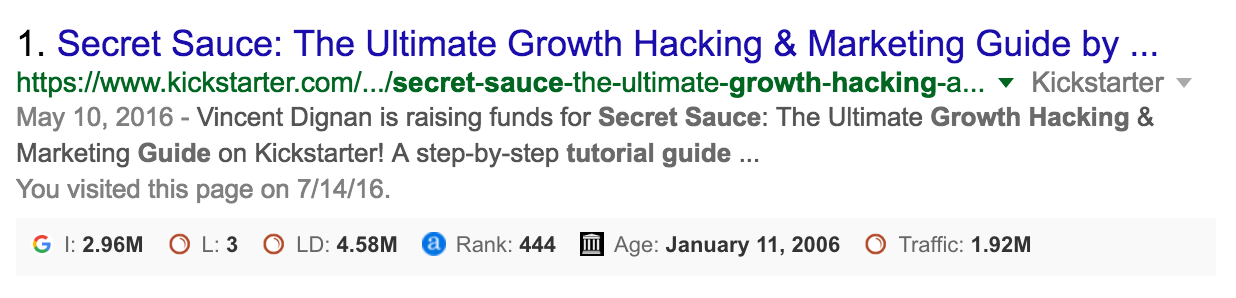 1. Secret Sauce: The Ultimate Growth Hacking & Marketing Guide by ...
https://www.kickstarter.com/.../secret-sauce-the-ultimate-growth-hacking-a... ▼ Kickstarter ▼
May 10, 2016 - Vincent Dignan is raising funds for Secret Sauce: The Ultimate Growth Hacking &
Marketing Guide on Kickstarter! A step-by-step tutorial guide ...
You visited this page on 7/14/16.
G I: 2.96M L: 3 LD: 4.58M a Rank: 444 Age: January 11, 2006 Traffic: 1.92M